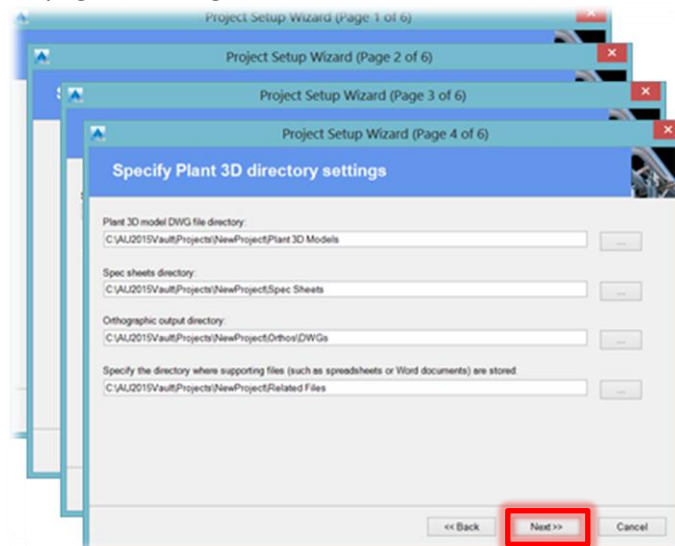 Project Setup Wizard (Page 1 of 6)
Project Setup Wizard (Page 2 of 6)
Project Setup Wizard (Page 3 of 6)
Project Setup Wizard (Page 4 of 6)
Specify Plant 3D directory settings
Plant 3D model DWG file directory:
C:\AU2015Vault\Projects\NewProject\Plant 3D Models
...
Spec sheets directory:
C:\AU2015Vault\Projects\NewProject\Spec Sheets
...
Orthographic output directory:
C:\AU2015Vault\Projects\NewProject\Orthos\DWGs
...
Specify the directory where supporting files (such as spreadsheets or Word documents) are stored.
C:\AU2015Vault\Projects\NewProject\Related Files
...
<< Back Next >> Cancel